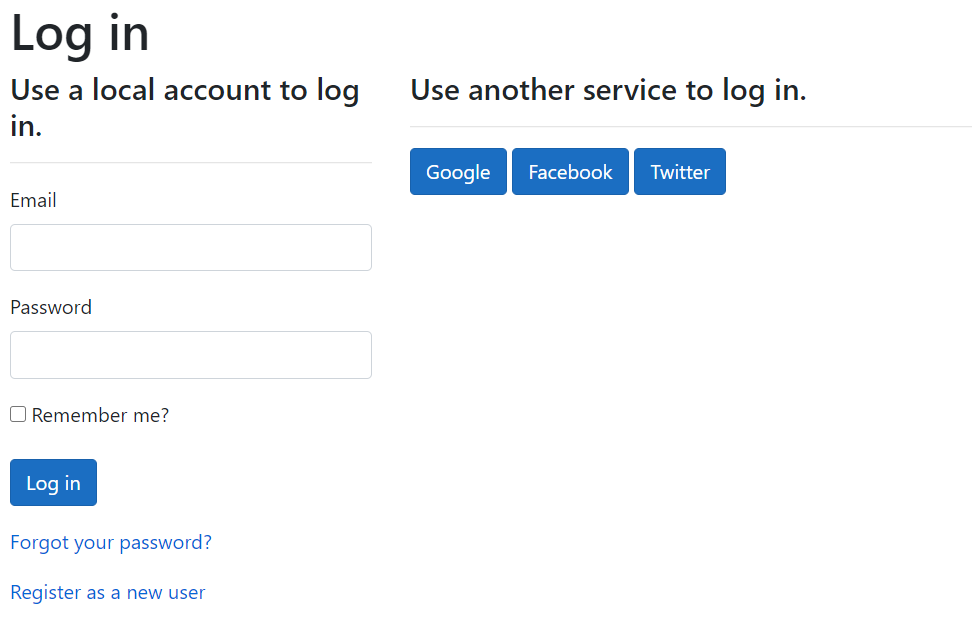 Log in
Use a local account to log
in.
Email
Password
Remember me?
Log in
Forgot your password?
Register as a new user
Use another service to log in.
Google Facebook Twitter